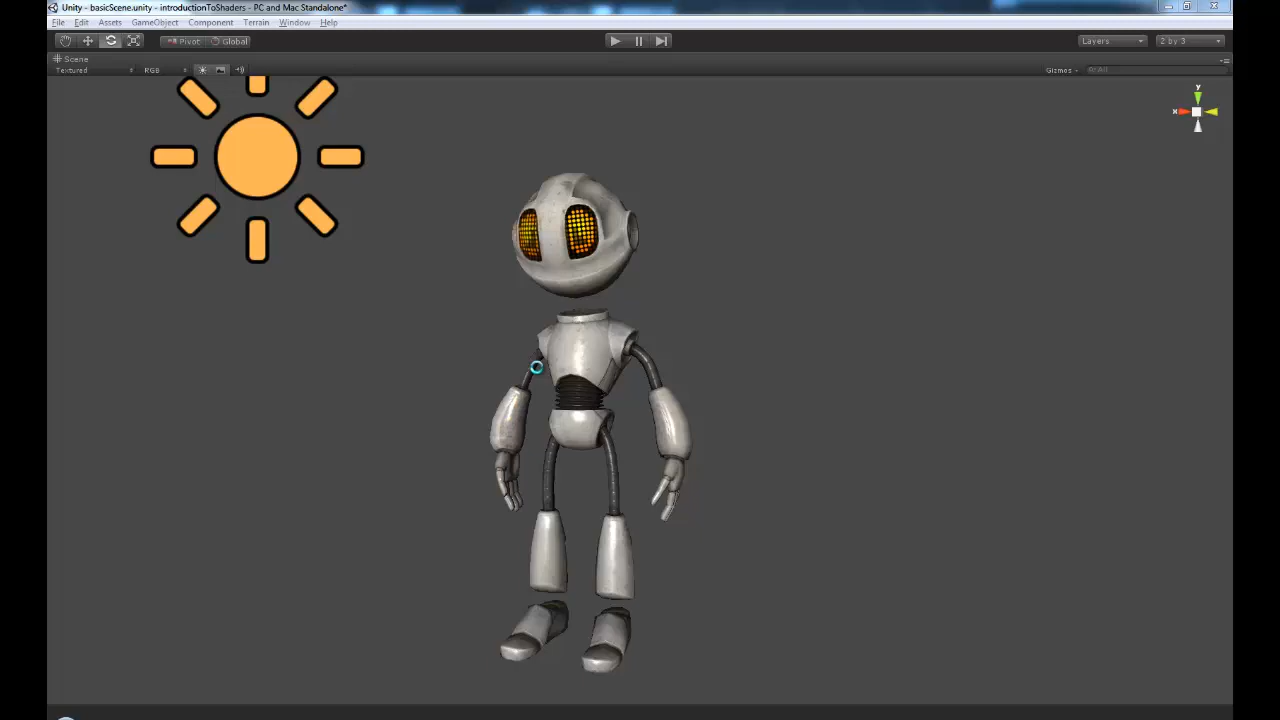 Unity - basicScene.unity - introductionToShaders - PC and Mac Standalone*
File Edit Assets GameObject Component Terrain Window Help
Pivot Global Layers 2 by 3
Scene
Textured RGB Gizmos All
y
x